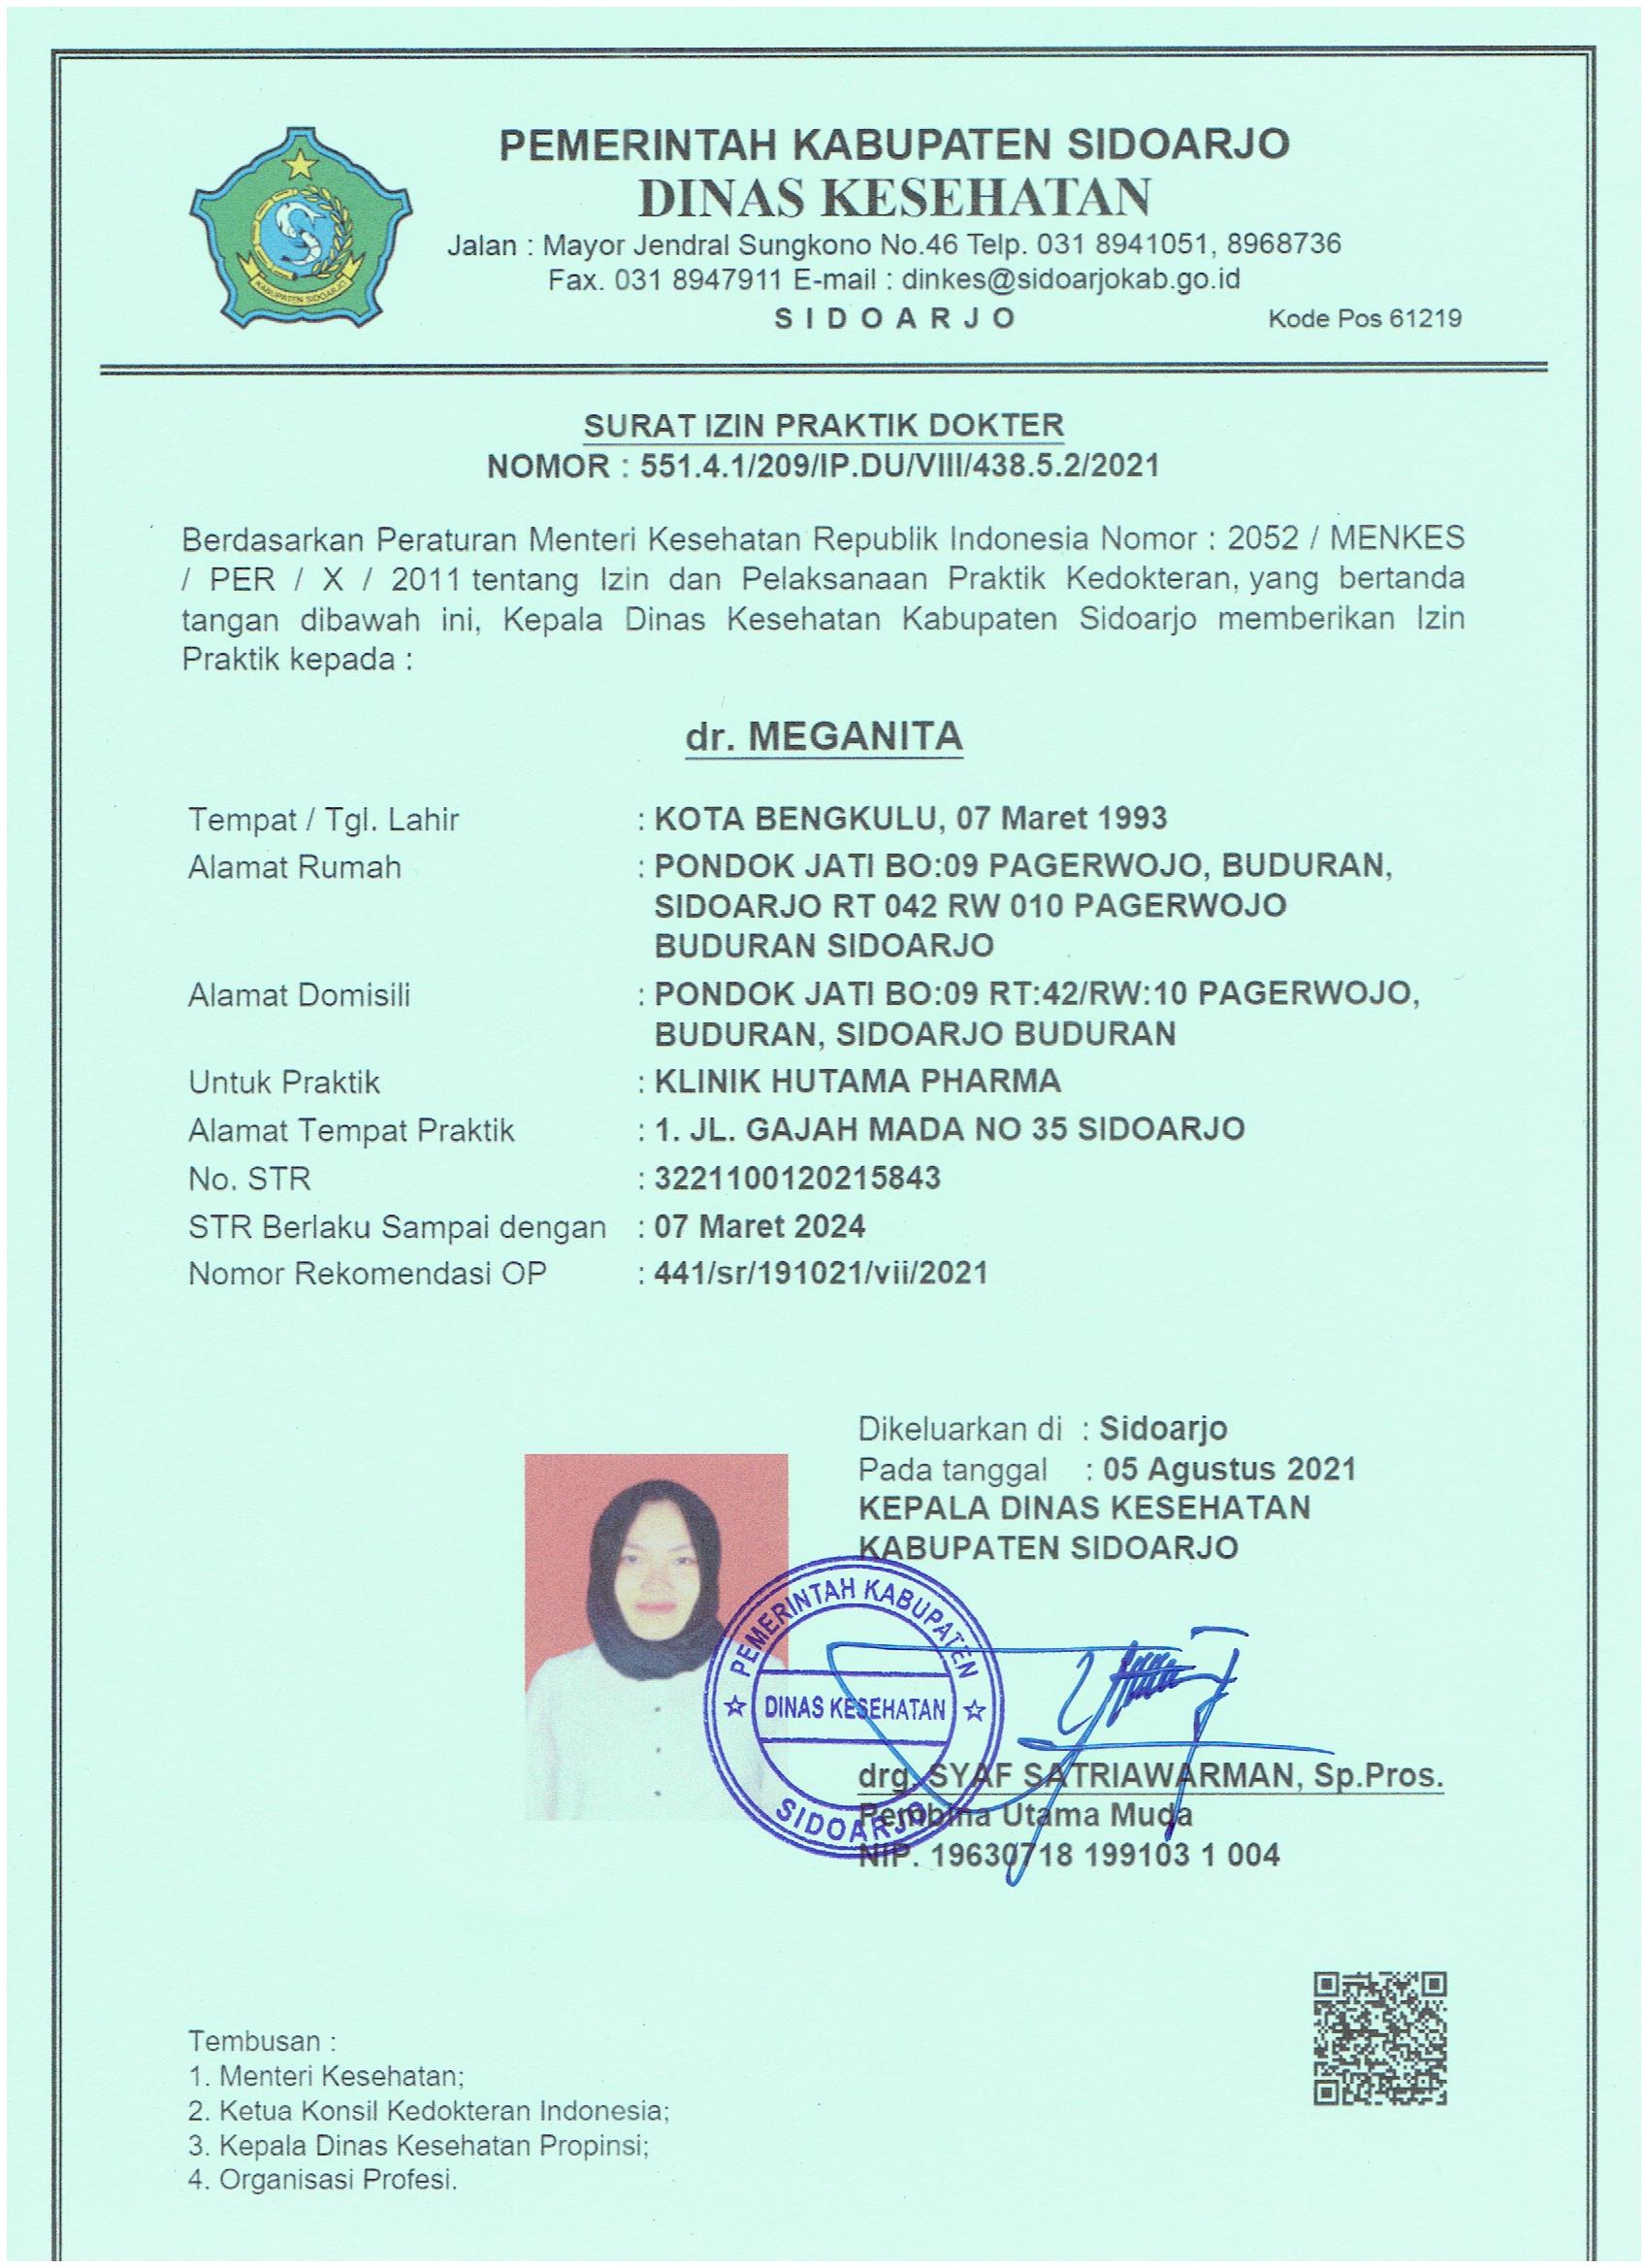 PEMERINTAH KABUPATEN SIDOARJO
DINAS KESEHATAN
Jalan : Mayor Jendral Sungkono No.46 Telp. 031 8941051, 8968736
Fax. 031 8947911 E-mail : dinkes@sidoarjokab.go.id
S I D O A R J O
Kode Pos 61219
KABUPATEN SIDOARJO
SURAT IZIN PRAKTIK DOKTER
NOMOR : 551.4.1/209/IP.DU/VIII/438.5.2/2021
Berdasarkan Peraturan Menteri Kesehatan Republik Indonesia Nomor : 2052 / MENKES
/ PER / X / 2011 tentang Izin dan Pelaksanaan Praktik Kedokteran, yang bertanda
tangan dibawah ini, Kepala Dinas Kesehatan Kabupaten Sidoarjo memberikan Izin
Praktik kepada :
dr. MEGANITA
Tempat / Tgl. Lahir : KOTA BENGKULU, 07 Maret 1993
Alamat Rumah : PONDOK JATI BO:09 PAGERWOJO, BUDURAN,
SIDOARJO RT 042 RW 010 PAGERWOJO
BUDURAN SIDOARJO
Alamat Domisili : PONDOK JATI BO:09 RT:42/RW:10 PAGERWOJO,
BUDURAN, SIDOARJO BUDURAN
Untuk Praktik : KLINIK HUTAMA PHARMA
Alamat Tempat Praktik : 1. JL. GAJAH MADA NO 35 SIDOARJO
No. STR : 3221100120215843
STR Berlaku Sampai dengan : 07 Maret 2024
Nomor Rekomendasi OP : 441/sr/191021/vii/2021
Dikeluarkan di : Sidoarjo
Pada tanggal : 05 Agustus 2021
KEPALA DINAS KESEHATAN
KABUPATEN SIDOARJO
PEMERINTAH KABUPATEN
DINAS KESEHATAN
SIDOARJO
drg. SYAF SATRIAWARMAN, Sp.Pros.
Pembina Utama Muda
NIP. 19630718 199103 1 004
Tembusan :
1. Menteri Kesehatan;
2. Ketua Konsil Kedokteran Indonesia;
3. Kepala Dinas Kesehatan Propinsi;
4. Organisasi Profesi.